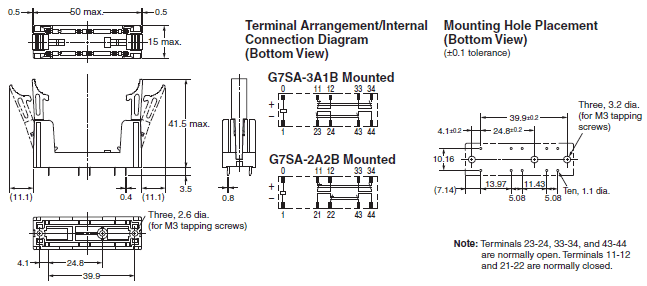 0.5
50 max.
0.5
15 max.
41.5 max.
3.5
(11.1)
0.4
(11.1)
0.8
Three, 2.6 dia.
(for M3 tapping screws)
4.1
24.8
39.9
Terminal Arrangement/Internal
Connection Diagram
(Bottom View)
G7SA-3A1B Mounted
0 11 12 33 34
+
−
1 23 24 43 44
G7SA-2A2B Mounted
0 11 12 33 34
+
−
1 21 22 43 44
Mounting Hole Placement
(Bottom View)
(±0.1 tolerance)
Three, 3.2 dia.
(for M3 tapping
screws)
39.9±0.2
4.1±0.2
24.8±0.2
10.16
(7.14)
13.97
11.43
5.08
5.08
Ten, 1.1 dia.
Note: Terminals 23-24, 33-34, and 43-44
are normally open. Terminals 11-12
and 21-22 are normally closed.